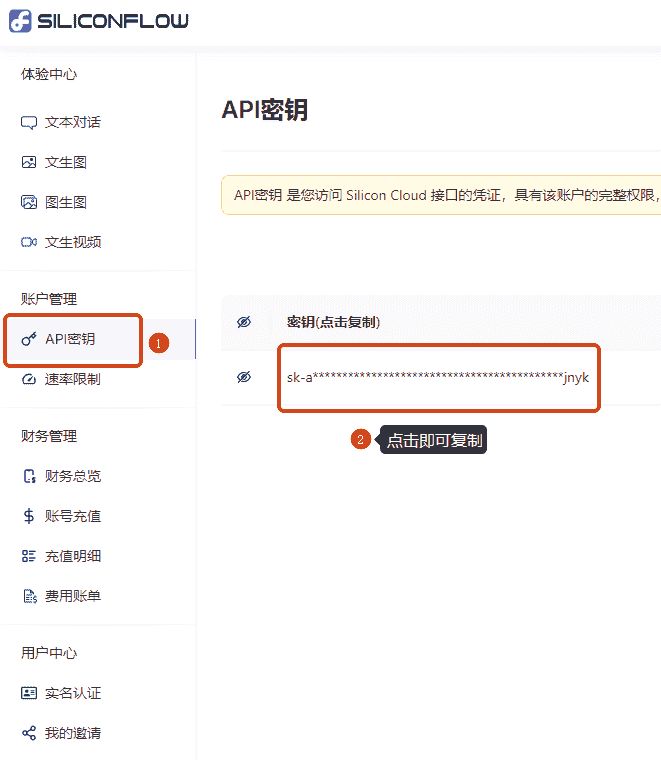 SILICONFLOW
体验中心
文本对话
文生图
图生图
文生视频
账户管理
API密钥
1
速率限制
财务管理
财务总览
账号充值
充值明细
费用账单
用户中心
实名认证
我的邀请
API密钥
API密钥 是您访问 Silicon Cloud 接口的凭证，具有该账户的完整权限，
密钥(点击复制)
sk-a********************************************jnyk
2 点击即可复制